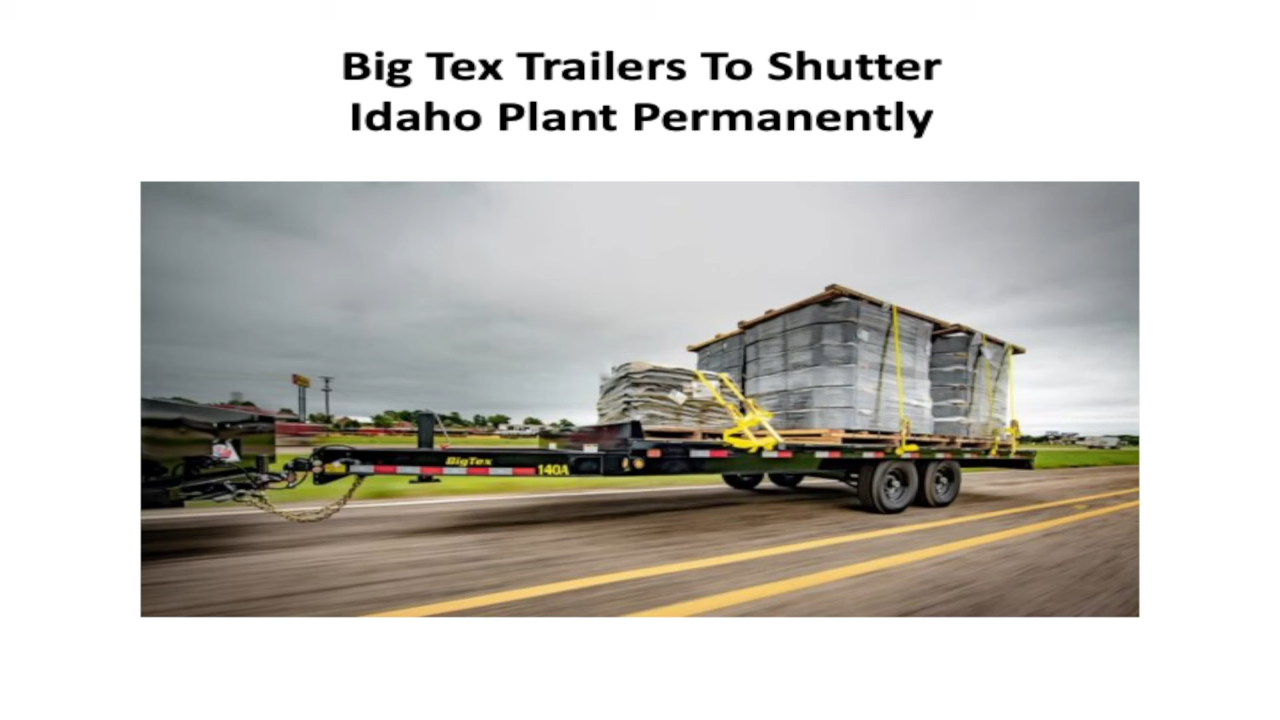 Big Tex Trailers To Shutter
Idaho Plant Permanently
BigTex
140A